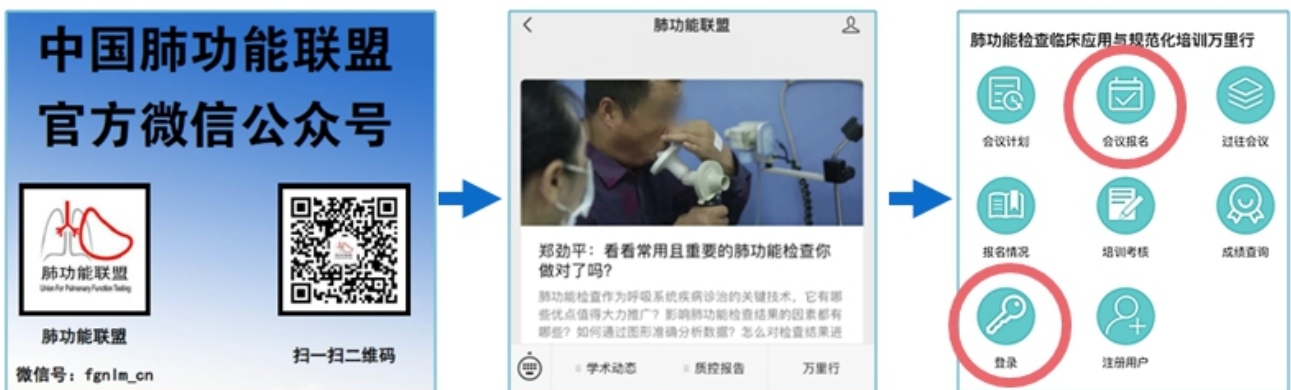 中国肺功能联盟
官方微信公众号
肺功能联盟
Union For Pulmonary Function Testing
肺功能联盟
扫一扫二维码
微信号：fgnlm_cn
肺功能联盟
郑劲平：看看常用且重要的肺功能检查你
做对了吗？
肺功能检查作为呼吸系统疾病诊治的关键技术，它有哪
些优点值得大力推广？影响肺功能检查结果的因素都有
哪些？如何通过图形准确分析数据？怎么对检查结果进
学术动态
质控报告
万里行
肺功能检查临床应用与规范化培训万里行
会议计划
会议报名
过往会议
报名情况
培训考核
成绩查询
登录
注册用户